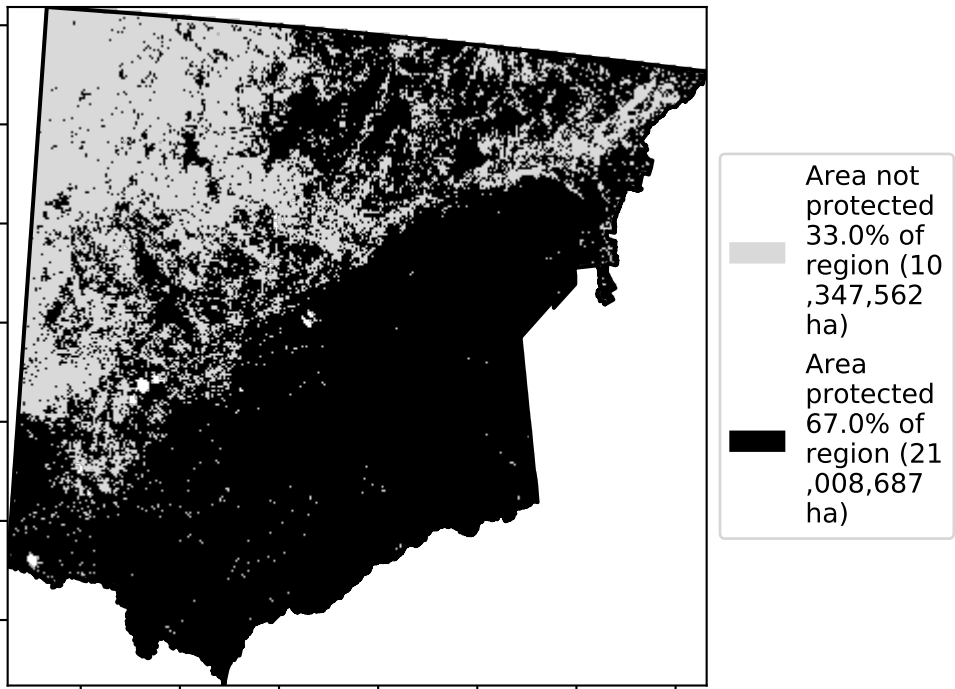 Area not
protected
33.0% of
region (10
,347,562
ha)
Area
protected
67.0% of
region (21
,008,687
ha)